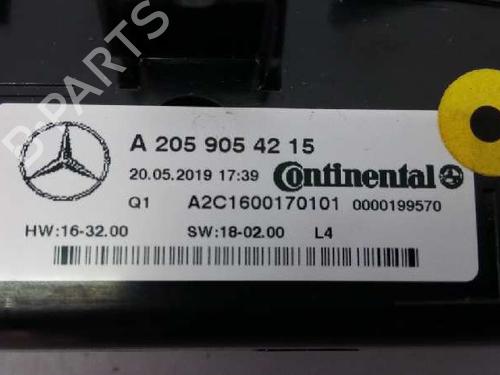 A 205 905 42 15
20.05.2019 17:39 Continental
Q1 A2C1600170101 0000199570
HW:16-32.00 SW:18-02.00 L4